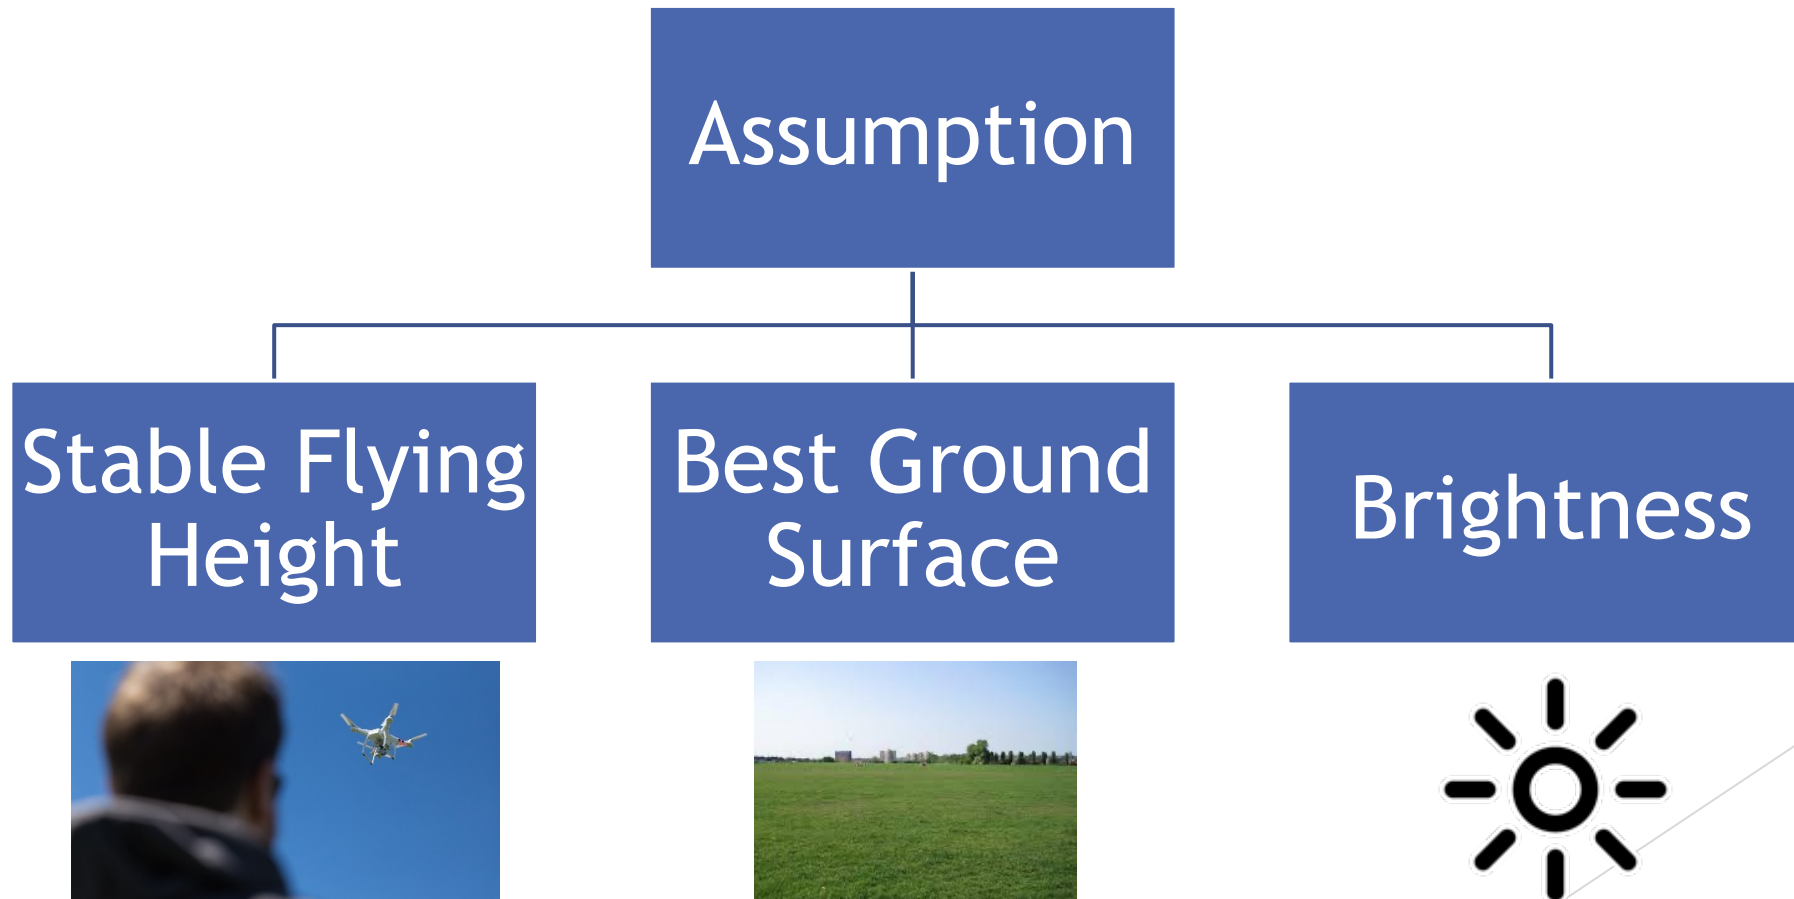 Assumption
Stable Flying
Height
Best Ground
Surface
Brightness